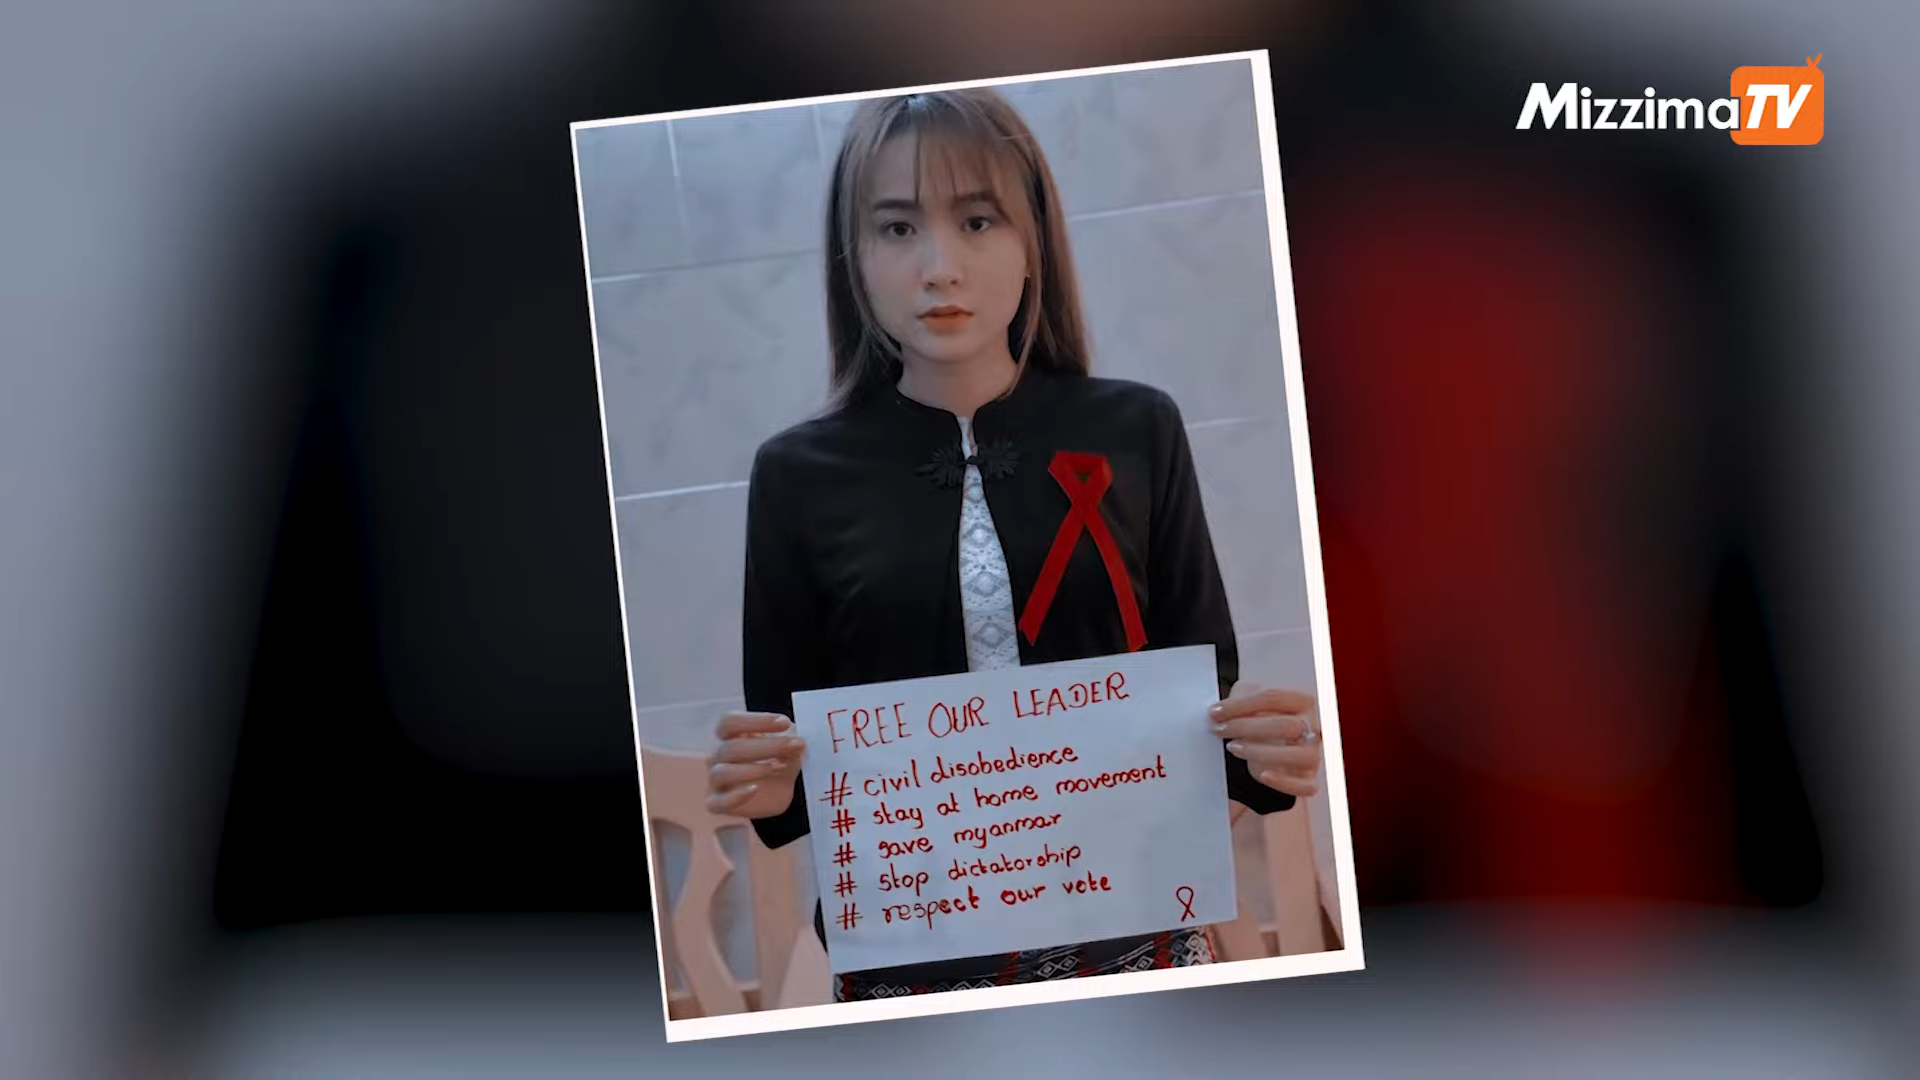 MizzimaTV
FREE OUR LEADER
# civil disobedience
# stay at home movement
# save myanmar
# stop dictatorship
# respect our vote